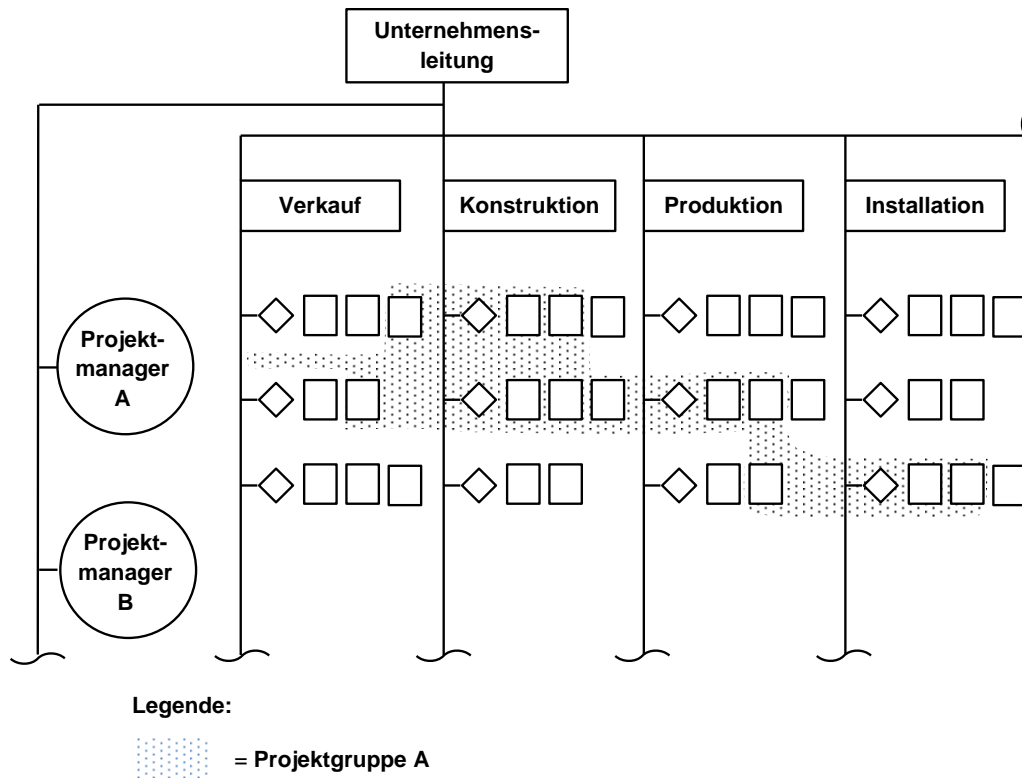 Unternehmens-
leitung
Verkauf
Konstruktion
Produktion
Installation
Projekt-
manager
A
Projekt-
manager
B
Legende:
= Projektgruppe A